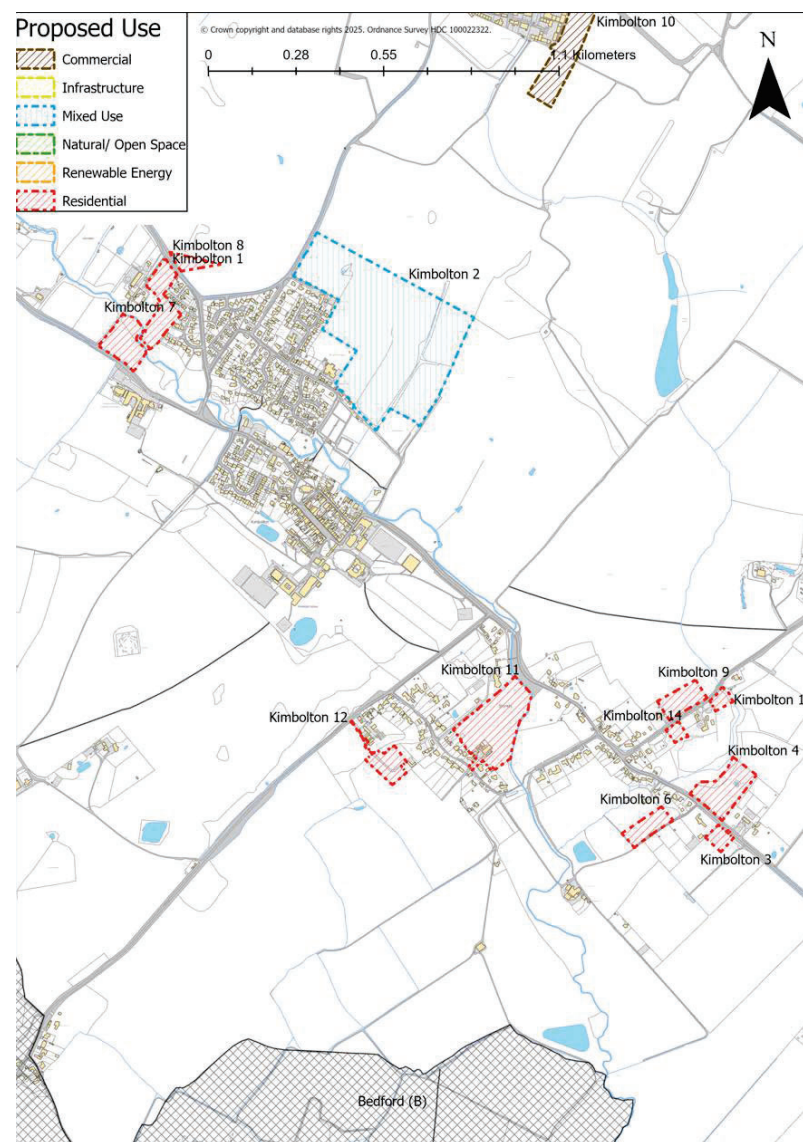 Proposed Use
Commercial
Infrastructure
Mixed Use
Natural/ Open Space
Renewable Energy
Residential
© Crown copyright and database rights 2025. Ordnance Survey HDC 100022322.
0 0.28 0.55 1.1 Kilometers
N
Kimbolton 10
Kimbolton 8
Kimbolton 1
Kimbolton 2
Kimbolton 7
Kimbolton 11
Kimbolton 9
Kimbolton 1
Kimbolton 12
Kimbolton 14
Kimbolton 4
Kimbolton 6
Kimbolton 3
Bedford (B)